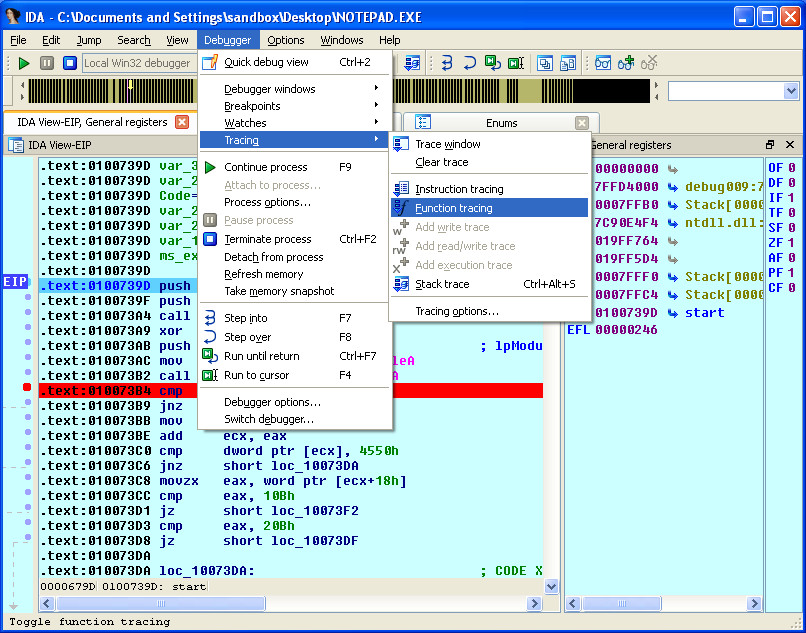 IDA - C:\Documents and Settings\sandbox\Desktop\NOTEPAD.EXE
File Edit Jump Search View Debugger Options Windows Help
Local Win32 debugger
IDA View-EIP, General registers
Enums
IDA View-EIP
General registers
Quick debug view Ctrl+2
Debugger windows
Breakpoints
Watches
Tracing
Continue process F9
Attach to process...
Process options...
Pause process
Terminate process Ctrl+F2
Detach from process
Refresh memory
Take memory snapshot
Step into F7
Step over F8
Run until return Ctrl+F7
Run to cursor F4
Debugger options...
Switch debugger...
Trace window
Clear trace
Instruction tracing
Function tracing
Add write trace
Add read/write trace
Add execution trace
Stack trace Ctrl+Alt+S
Tracing options...
EIP
.text:0100739D var_3
.text:0100739D var_2
.text:0100739D Code=
.text:0100739D var_2
.text:0100739D var_1
.text:0100739D ms_ex
.text:0100739D
.text:0100739D push
.text:0100739F push
.text:010073A4 call
.text:010073A9 xor
.text:010073AB push ; lpModu
.text:010073AC mov leA
.text:010073B2 call A
.text:010073B4 cmp
.text:010073B9 jnz
.text:010073BB mov
.text:010073BE add ecx, eax
.text:010073C0 cmp dword ptr [ecx], 4550h
.text:010073C6 jnz short loc_10073DA
.text:010073C8 movzx eax, word ptr [ecx+18h]
.text:010073CC cmp eax, 10Bh
.text:010073D1 jz short loc_10073F2
.text:010073D3 cmp eax, 20Bh
.text:010073D8 jz short loc_10073DF
.text:010073DA
.text:010073DA loc_10073DA: ; CODE X
0000679D 0100739D: start
00000000
7FFD4000 debug009:7
0007FFB0 Stack[0000
7C90E4F4 ntdll.dll:
019FF764
019FF5D4
0007FFF0 Stack[0000
0007FFC4 Stack[0000
0100739D start
EFL 00000246
OF 0
DF 0
IF 1
TF 0
SF 0
ZF 1
AF 0
PF 1
CF 0
Toggle function tracing